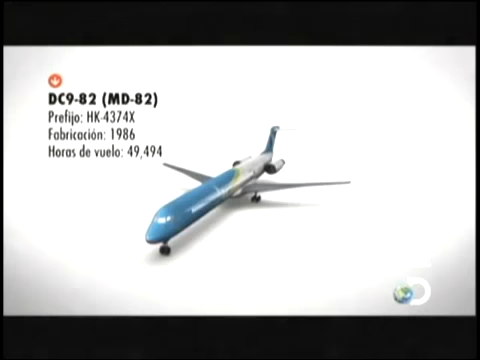 DC9-82 (MD-82)
Prefijo: HK-4374X
Fabricación: 1986
Horas de vuelo: 49,494